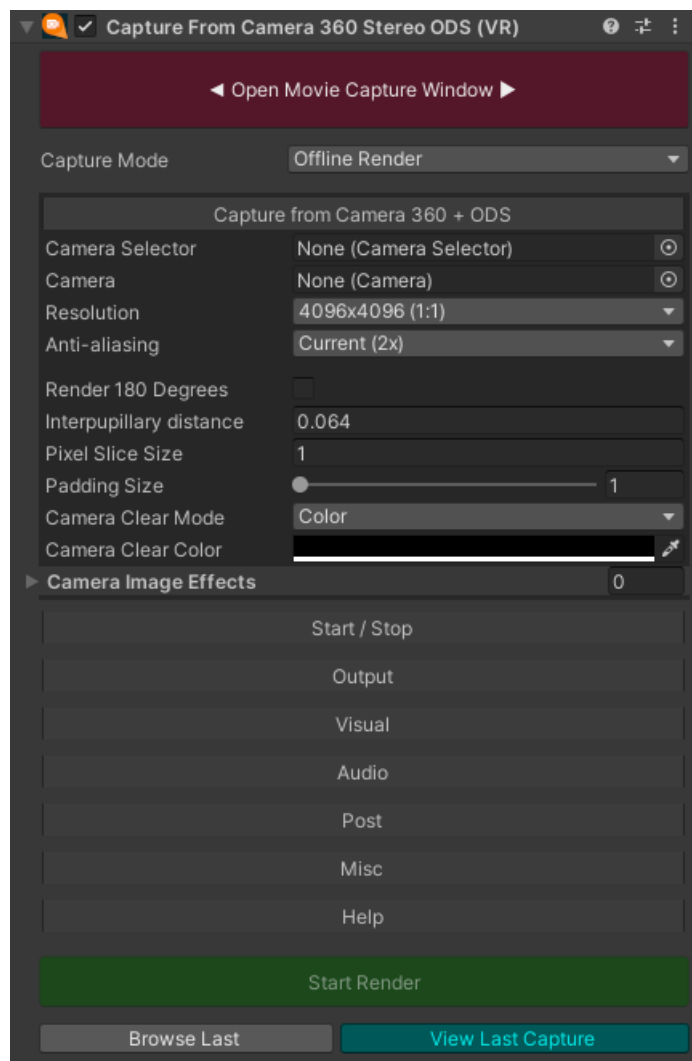 Capture From Camera 360 Stereo ODS (VR)
◄ Open Movie Capture Window ►
Capture Mode Offline Render
Capture from Camera 360 + ODS
Camera Selector None (Camera Selector)
Camera None (Camera)
Resolution 4096x4096 (1:1)
Anti-aliasing Current (2x)
Render 180 Degrees
Interpupillary distance 0.064
Pixel Slice Size 1
Padding Size 1
Camera Clear Mode Color
Camera Clear Color
Camera Image Effects 0
Start / Stop
Output
Visual
Audio
Post
Misc
Help
Start Render
Browse Last View Last Capture